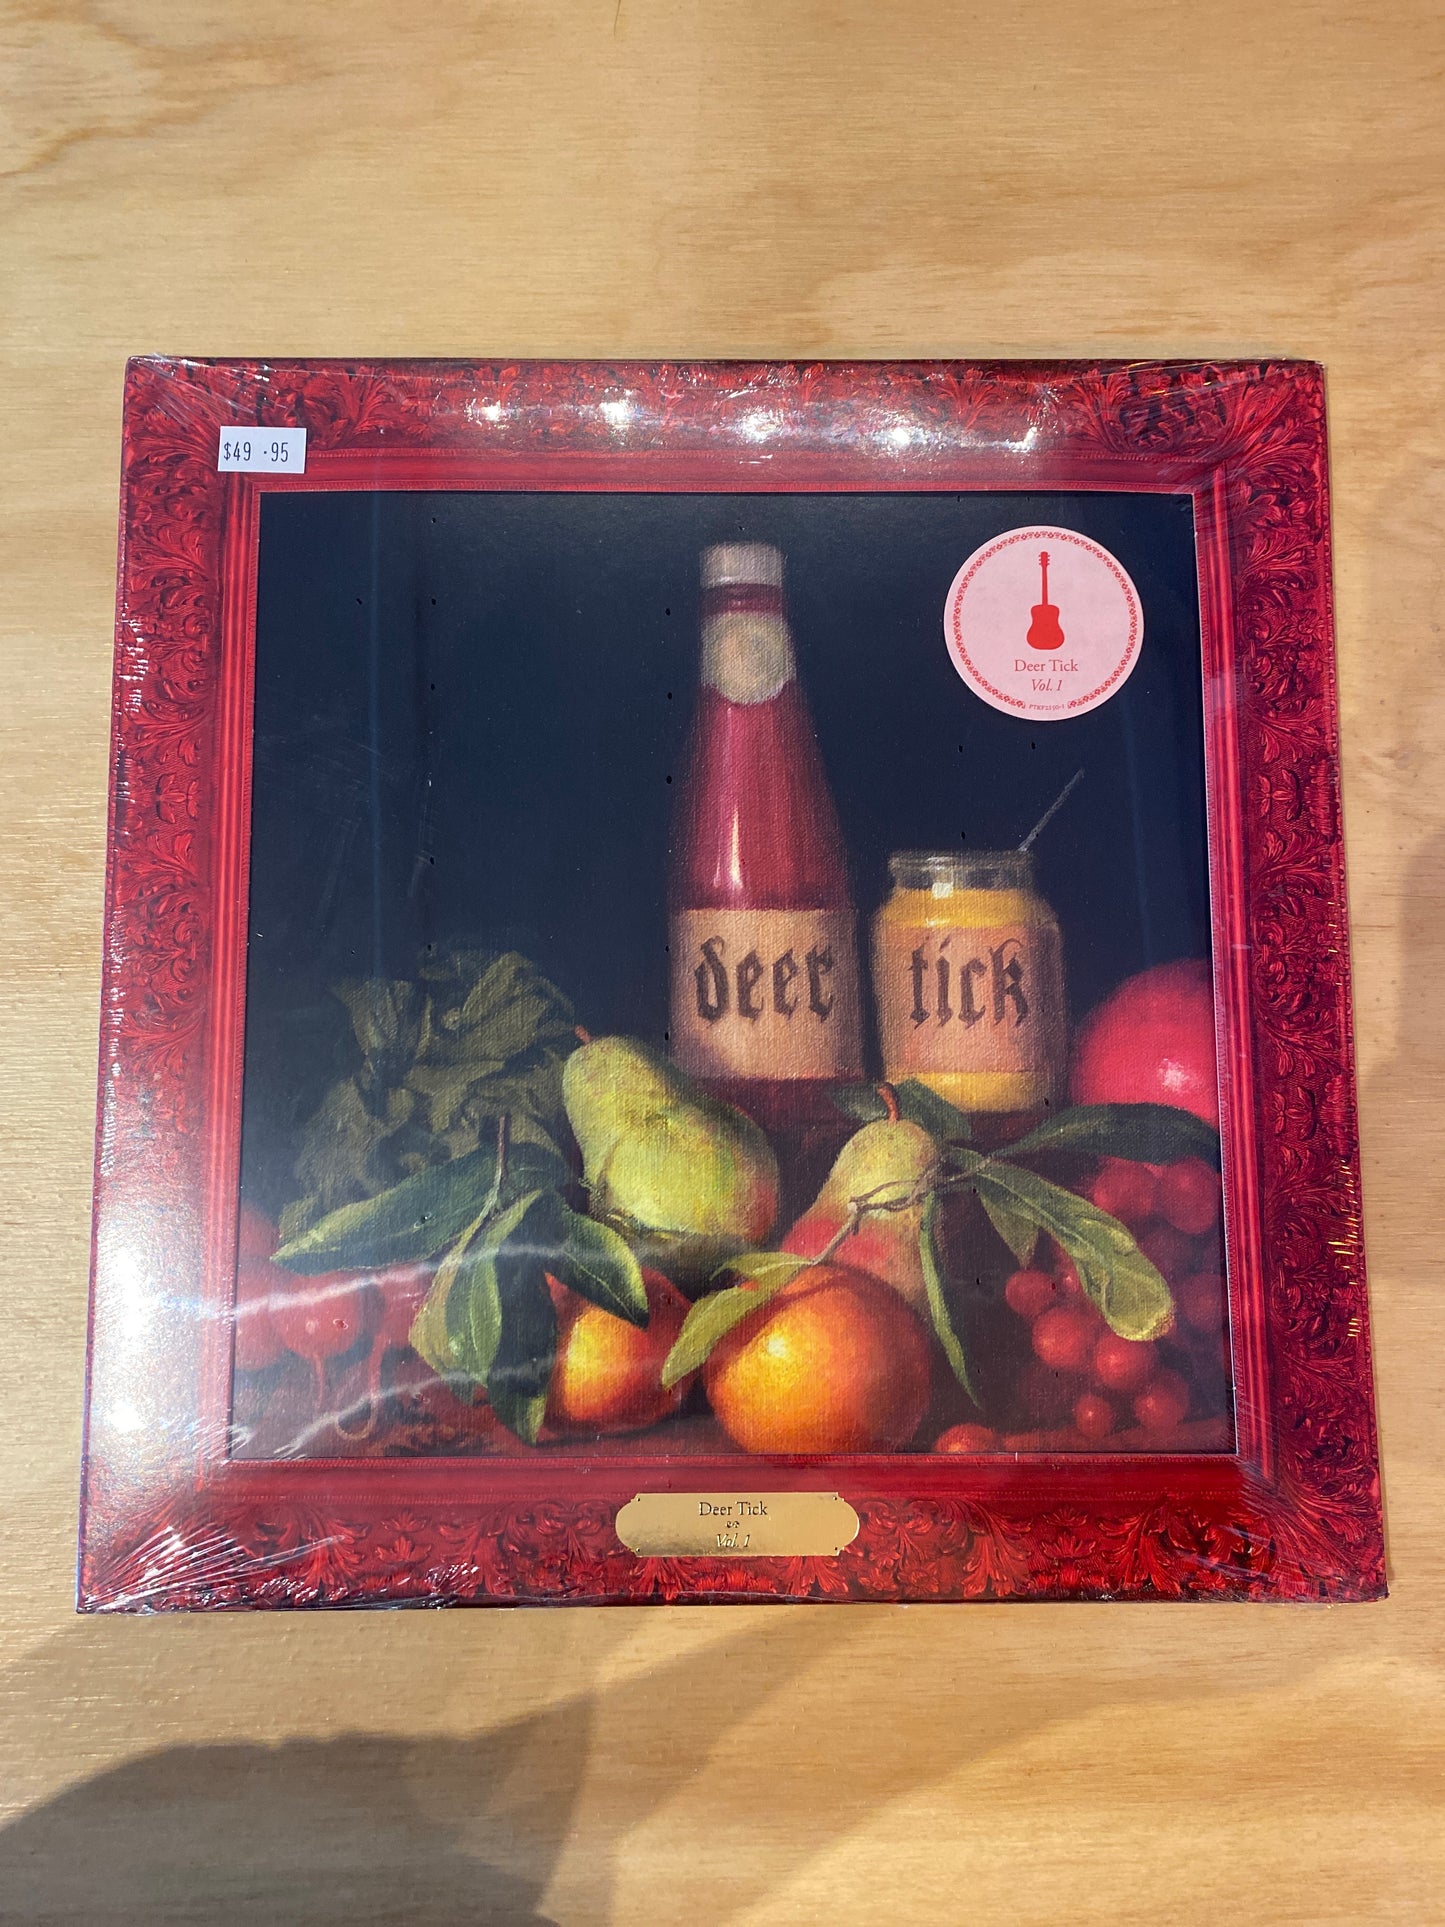 $49.95
Deer Tick
Vol. 1
deer
tick
Deer Tick
Vol. 1